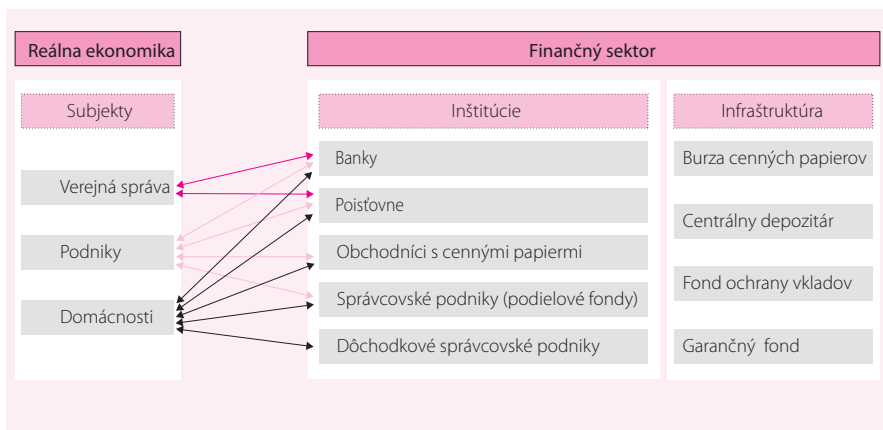 Reálna ekonomika
Finančný sektor
Subjekty
Inštitúcie
Infraštruktúra
Verejná správa
Podniky
Domácnosti
Banky
Poisťovne
Obchodníci s cennými papiermi
Správcovské podniky (podielové fondy)
Dôchodkové správcovské podniky
Burza cenných papierov
Centrálny depozitár
Fond ochrany vkladov
Garančný fond